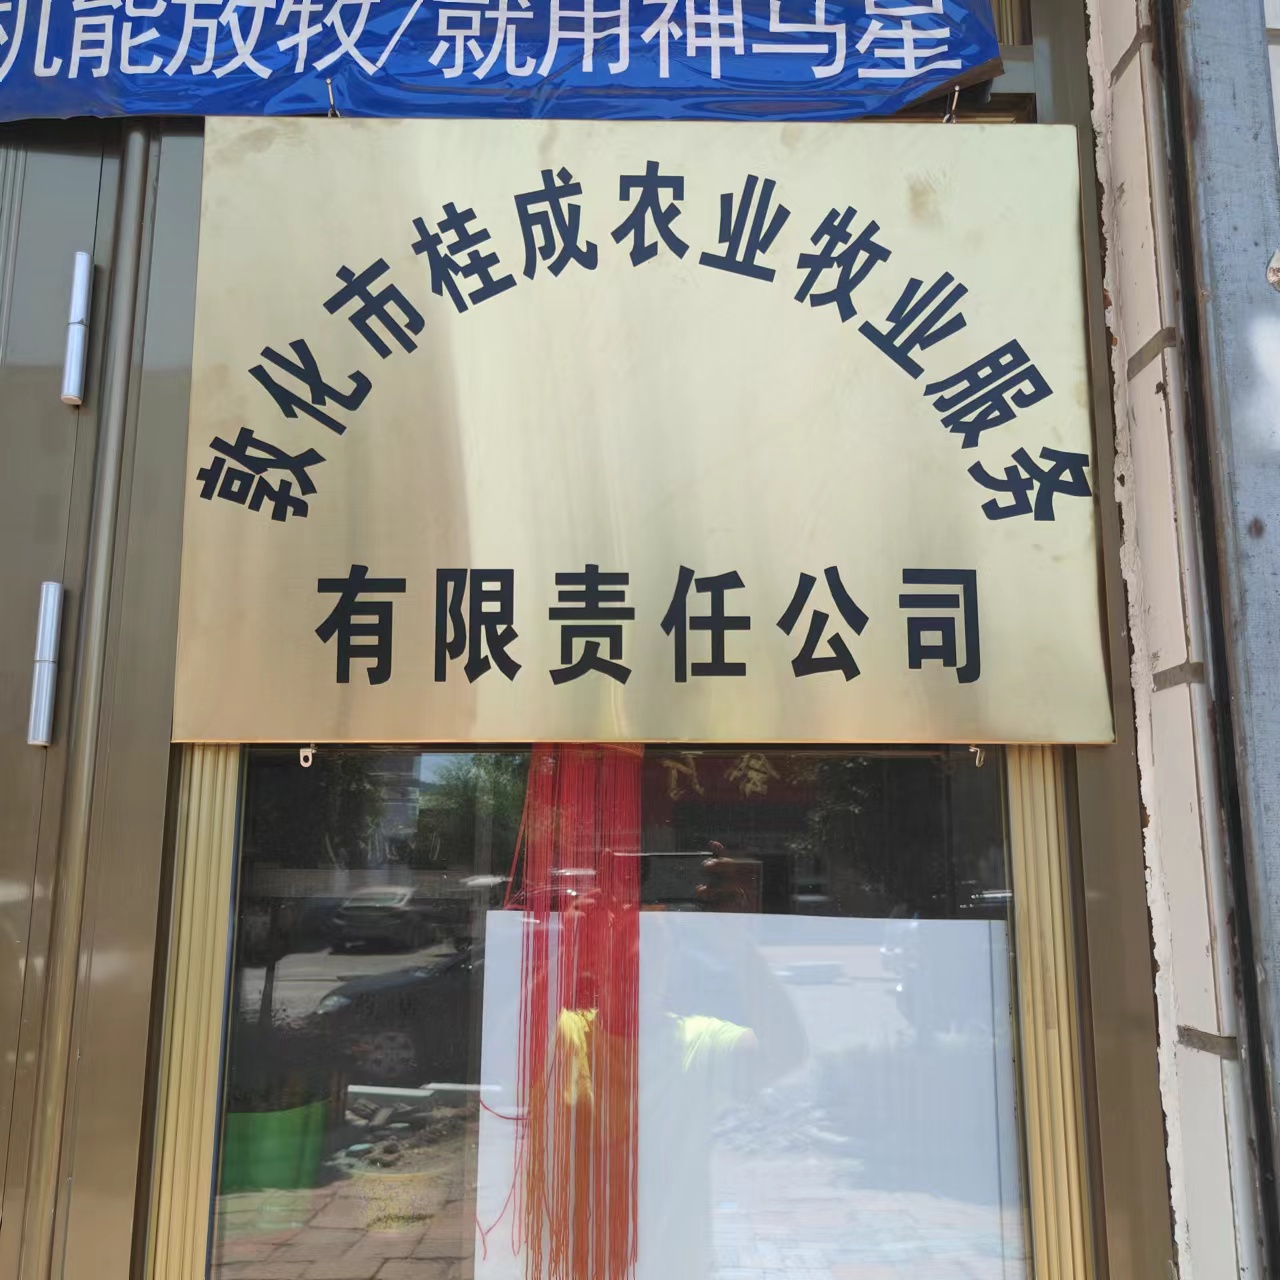 机能放牧/就用神马星
敦化市桂成农业牧业服务
有限责任公司